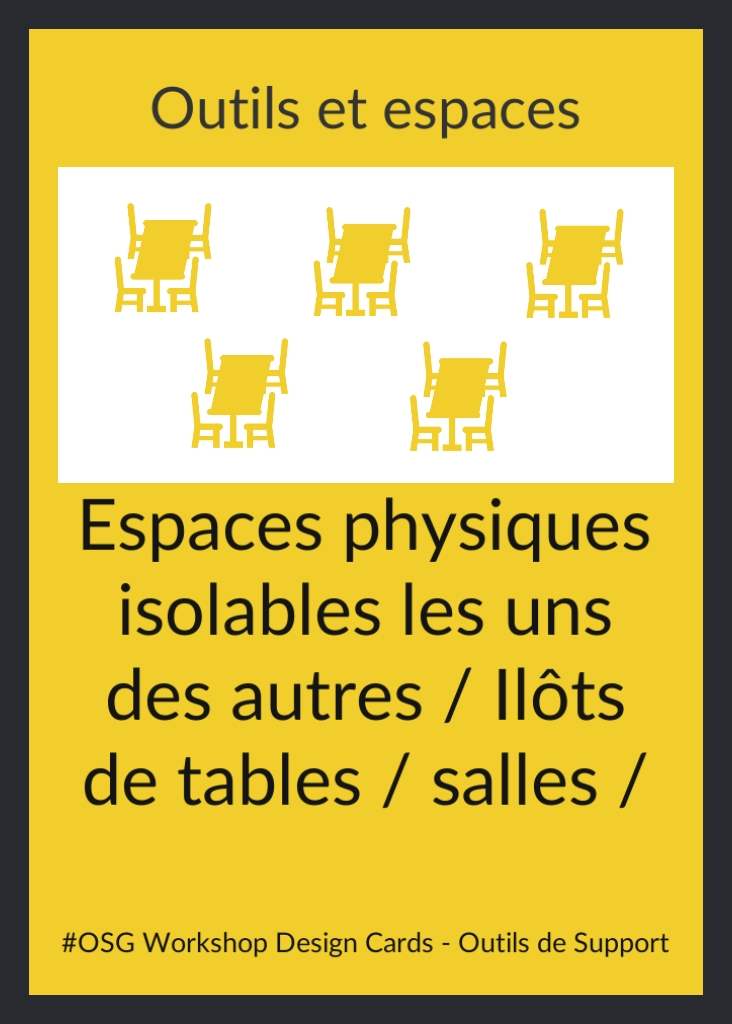 Outils et espaces
Espaces physiques
isolables les uns
des autres / Ilôts
de tables / salles /
#OSG Workshop Design Cards - Outils de Support